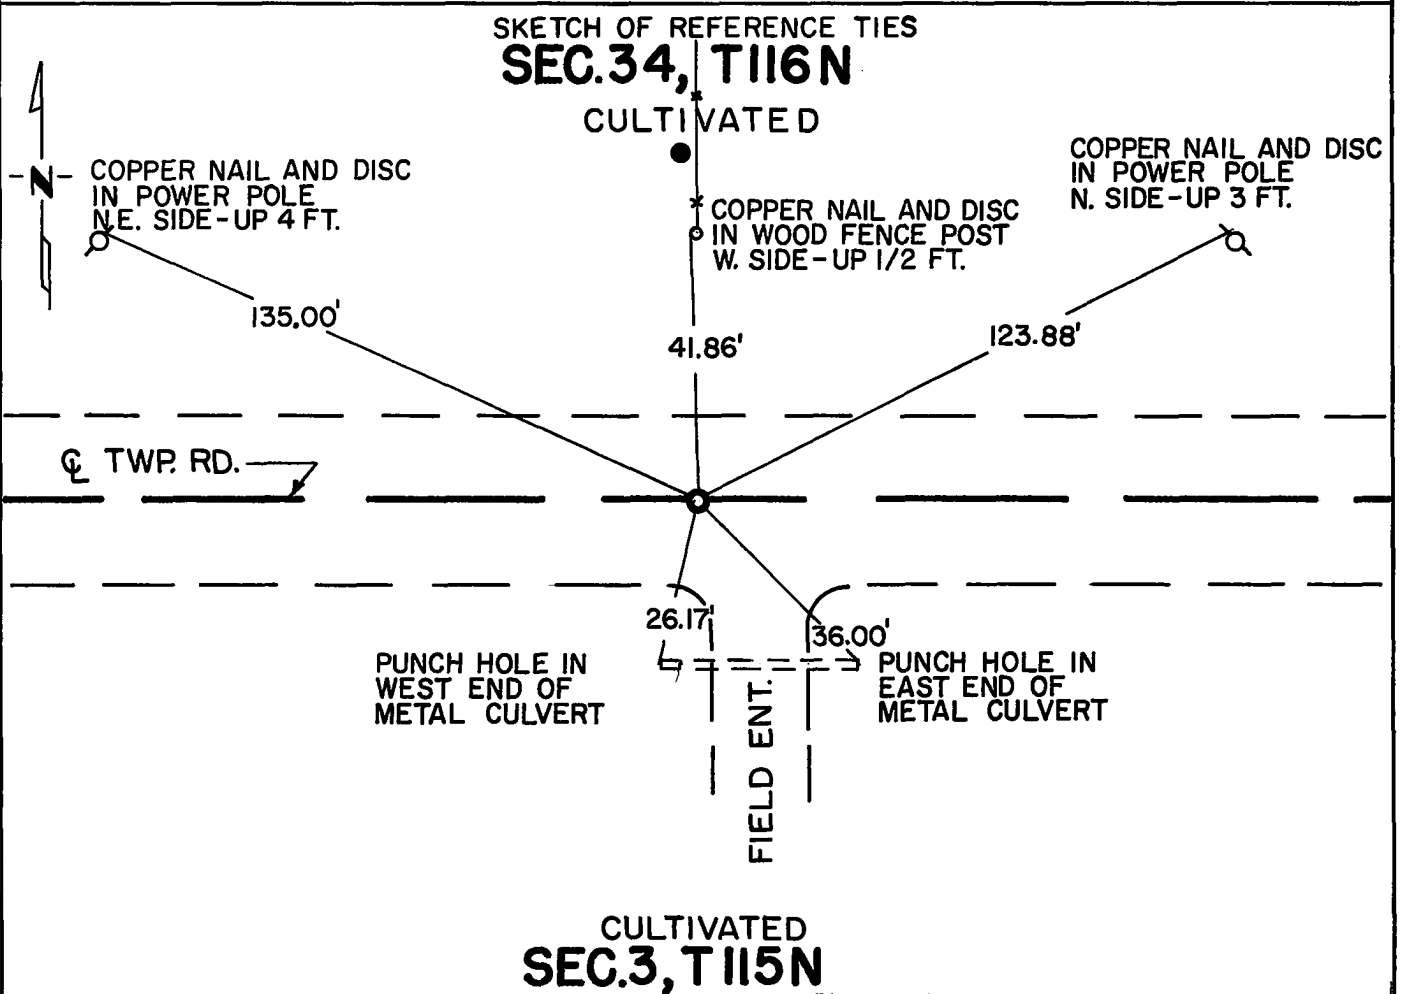 SKETCH OF REFERENCE TIES
SEC.34, T116N
CULTIVATED
COPPER NAIL AND DISC
IN POWER POLE
N.E. SIDE-UP 4 FT.
N
COPPER NAIL AND DISC
IN WOOD FENCE POST
W. SIDE-UP 1/2 FT.
COPPER NAIL AND DISC
IN POWER POLE
N. SIDE-UP 3 FT.
135.00'
41.86'
123.88'
℄ TWP. RD.
26.17'
36.00'
PUNCH HOLE IN
WEST END OF
METAL CULVERT
PUNCH HOLE IN
EAST END OF
METAL CULVERT
FIELD ENT.
CULTIVATED
SEC.3, T115N